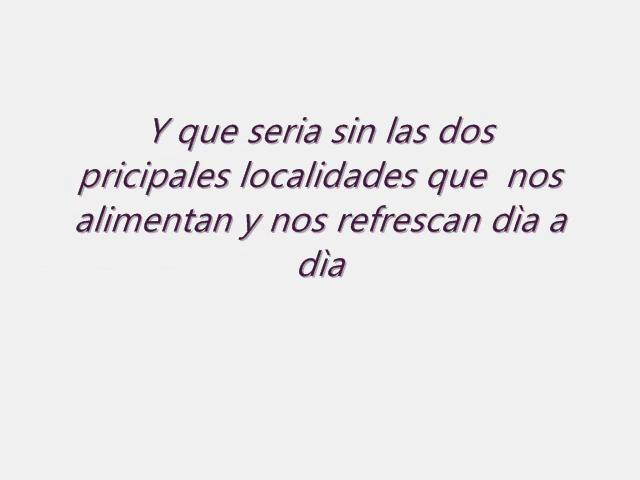 Y que seria sin las dos
pricipales localidades que  nos
alimentan y nos refrescan dìa a
dìa